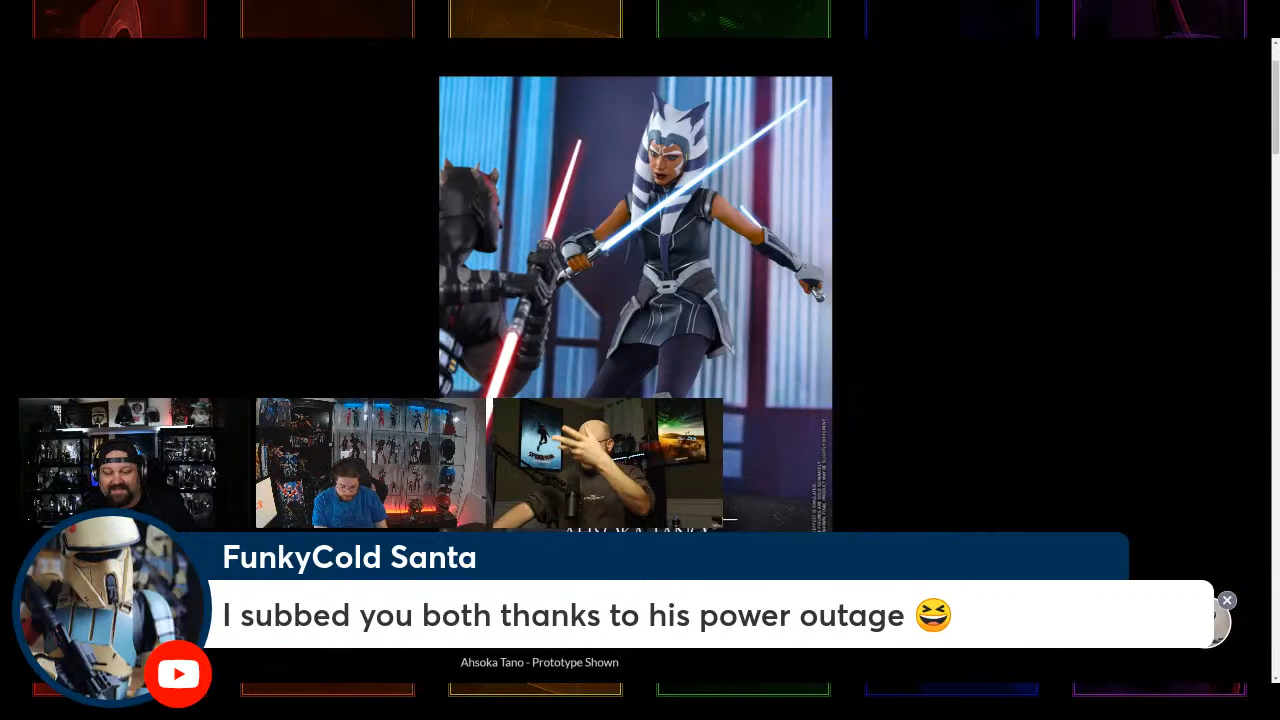 FunkyCold Santa
I subbed you both thanks to his power outage 😆
Ahsoka Tano - Prototype Shown